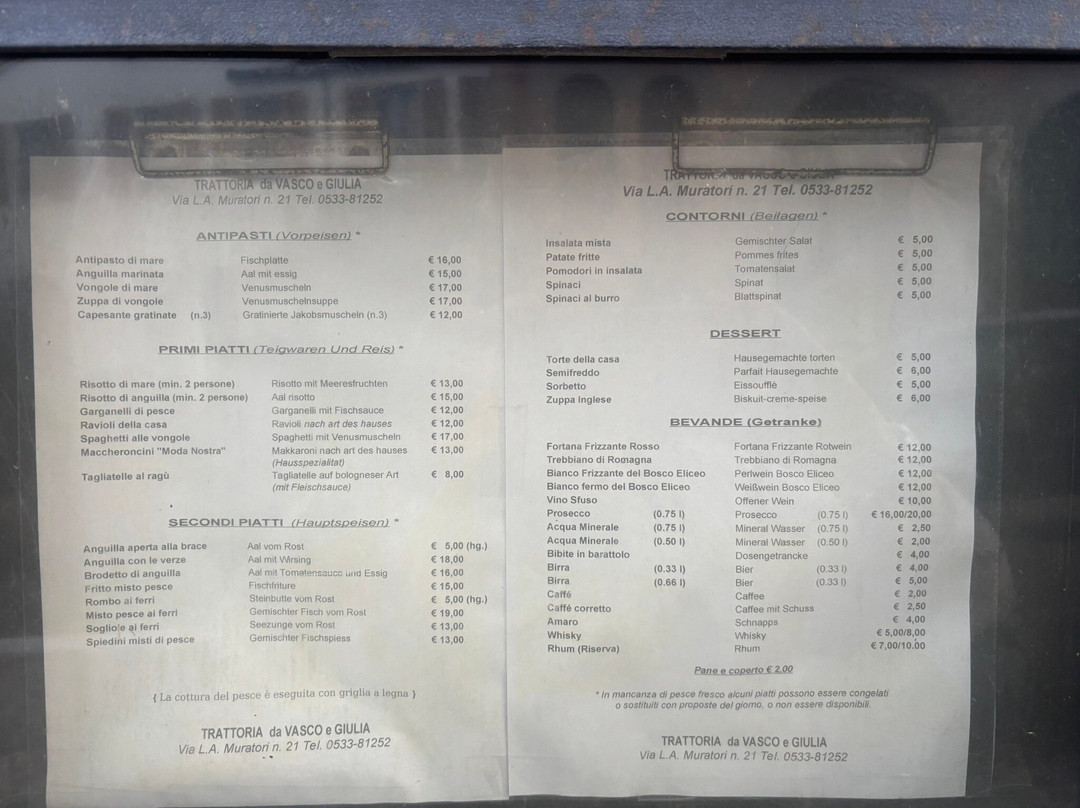 TRATTORIA da VASCO e GIULIA
Via L.A. Muratori n. 21 Tel. 0533-81252
ANTIPASTI (Vorpeisen) *
Antipasto di mare Fischplatte € 16,00
Anguilla marinata Aal mit essig € 15,00
Vongole di mare Venusmuscheln € 17,00
Zuppa di vongole Venusmuschelnsuppe € 17,00
Capesante gratinate (n.3) Gratinierte Jakobsmuscheln (n.3) € 12,00
PRIMI PIATTI (Teigwaren Und Reis) *
Risotto di mare (min. 2 persone) Risotto mit Meeresfruchten € 13,00
Risotto di anguilla (min. 2 persone) Aal risotto € 15,00
Garganelli di pesce Garganelli mit Fischsauce € 12,00
Ravioli della casa Ravioli nach art des hauses € 12,00
Spaghetti alle vongole Spaghetti mit Venusmuscheln € 17,00
Maccheroncini "Moda Nostra" Makkaroni nach art des hauses € 13,00
(Hausspezialitat)
Tagliatelle al ragù Tagliatelle auf bologneser Art € 8,00
(mit Fleischsauce)
SECONDI PIATTI (Hauptspeisen) *
Anguilla aperta alla brace Aal vom Rost € 5,00 (hg.)
Anguilla con le verze Aal mit Wirsing € 18,00
Brodetto di anguilla Aal mit Tomatensauce und Essig € 16,00
Fritto misto pesce Fischfriture € 15,00
Rombo ai ferri Steinbutte vom Rost € 5,00 (hg.)
Misto pesce ai ferri Gemischter Fisch vom Rost € 19,00
Sogliole ai ferri Seezunge vom Rost € 13,00
Spiedini misti di pesce Gemischter Fischspiess € 13,00
{ La cottura del pesce è eseguita con griglia a legna }
TRATTORIA da VASCO e GIULIA
Via L.A. Muratori n. 21 Tel. 0533-81252
TRATTORIA da VASCO e GIULIA
Via L.A. Muratori n. 21 Tel. 0533-81252
CONTORNI (Beilagen) *
Insalata mista Gemischter Salat € 5,00
Patate fritte Pommes frites € 5,00
Pomodori in insalata Tomatensalat € 5,00
Spinaci Spinat € 5,00
Spinaci al burro Blattspinat € 5,00
DESSERT
Torte della casa Hausegemachte torten € 5,00
Semifreddo Parfait Hausegemachte € 6,00
Sorbetto Eissoufflè € 5,00
Zuppa Inglese Biskuit-creme-speise € 6,00
BEVANDE (Getranke)
Fortana Frizzante Rosso Fortana Frizzante Rotwein € 12,00
Trebbiano di Romagna Trebbiano di Romagna € 12,00
Bianco Frizzante del Bosco Eliceo Perlwein Bosco Eliceo € 12,00
Bianco fermo del Bosco Eliceo Weißwein Bosco Eliceo € 12,00
Vino Sfuso Offener Wein € 10,00
Prosecco (0.75 l) Prosecco (0.75 l) € 16,00/20,00
Acqua Minerale (0.75 l) Mineral Wasser (0.75 l) € 2,50
Acqua Minerale (0.50 l) Mineral Wasser (0.50 l) € 2,00
Bibite in barattolo Dosengetrancke € 4,00
Birra (0.33 l) Bier (0.33 l) € 4,00
Birra (0.66 l) Bier (0.33 l) € 5,00
Caffé Caffee € 2,00
Caffé corretto Caffee mit Schuss € 2,50
Amaro Schnapps € 4,00
Whisky Whisky € 5,00/8,00
Rhum (Riserva) Rhum € 7,00/10.00
Pane e coperto € 2.00
* In mancanza di pesce fresco alcuni piatti possono essere congelati
o sostituiti con proposte del giorno, o non essere disponibili.
TRATTORIA da VASCO e GIULIA
Via L.A. Muratori n. 21 Tel. 0533-81252